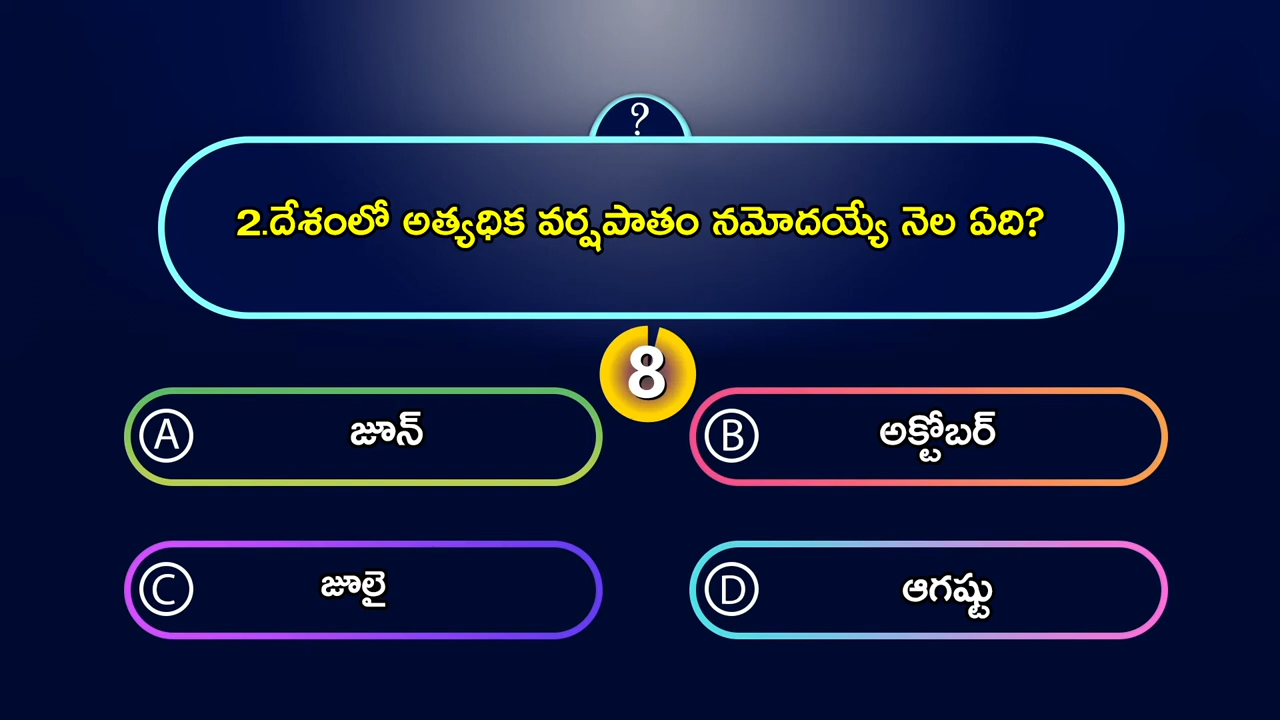 ?
2.దేశంలో అత్యధిక వర్షపాతం నమోదయ్యే నెల ఏది?
8
A జూన్
B అక్టోబర్
C జూలై
D ఆగష్టు